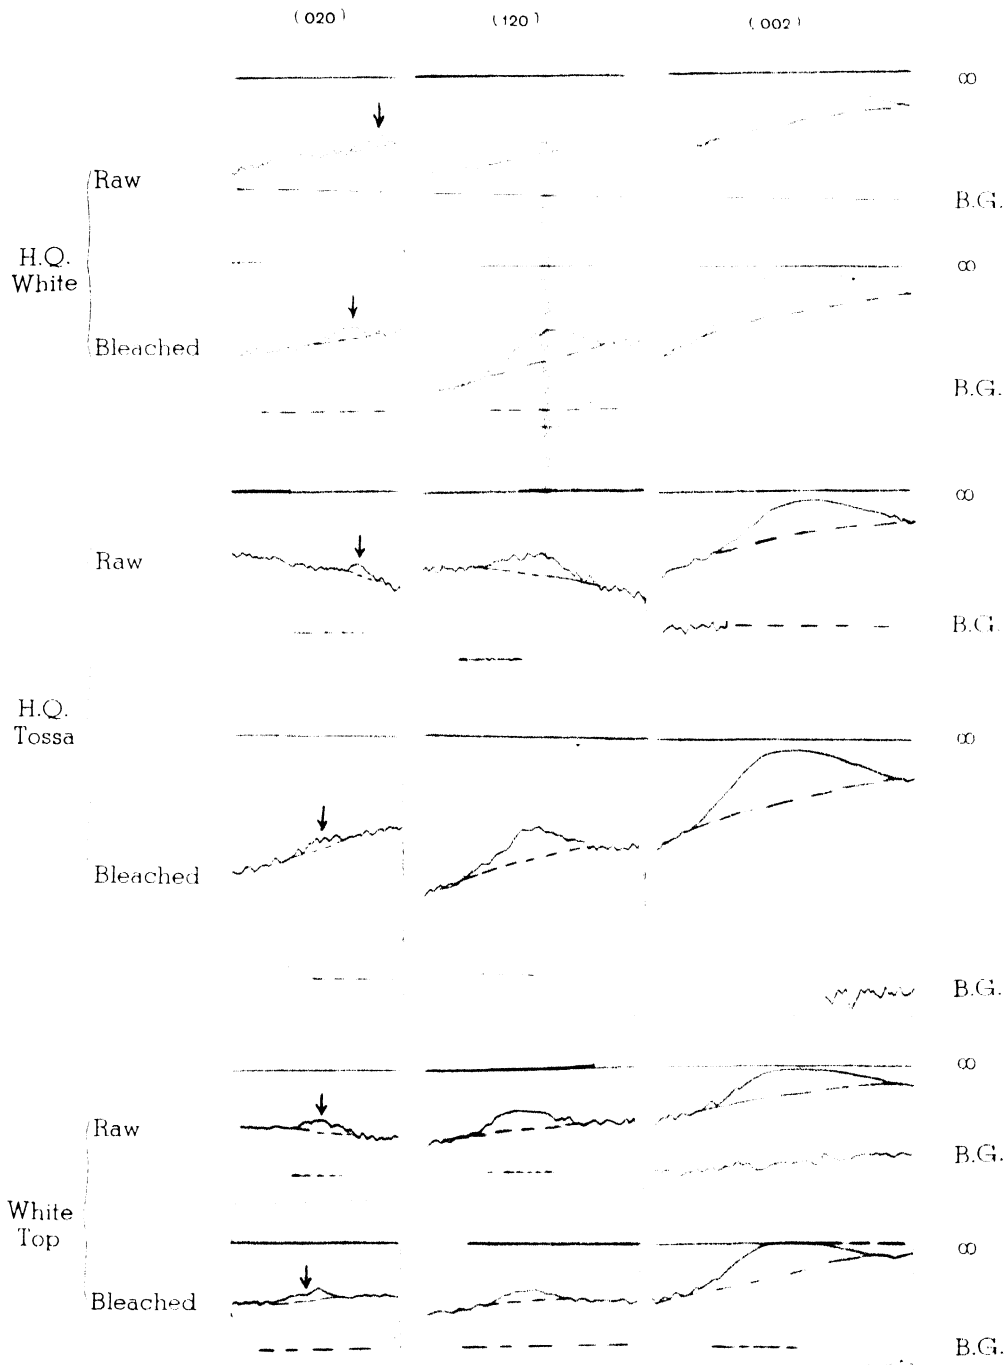 (020) (120) (002)
∞
Raw
B.G.
H.Q.
White
∞
Bleached
B.G.
∞
Raw
B.G.
H.Q.
Tossa
∞
Bleached
B.G.
∞
Raw
B.G.
White
Top
∞
Bleached
B.G.